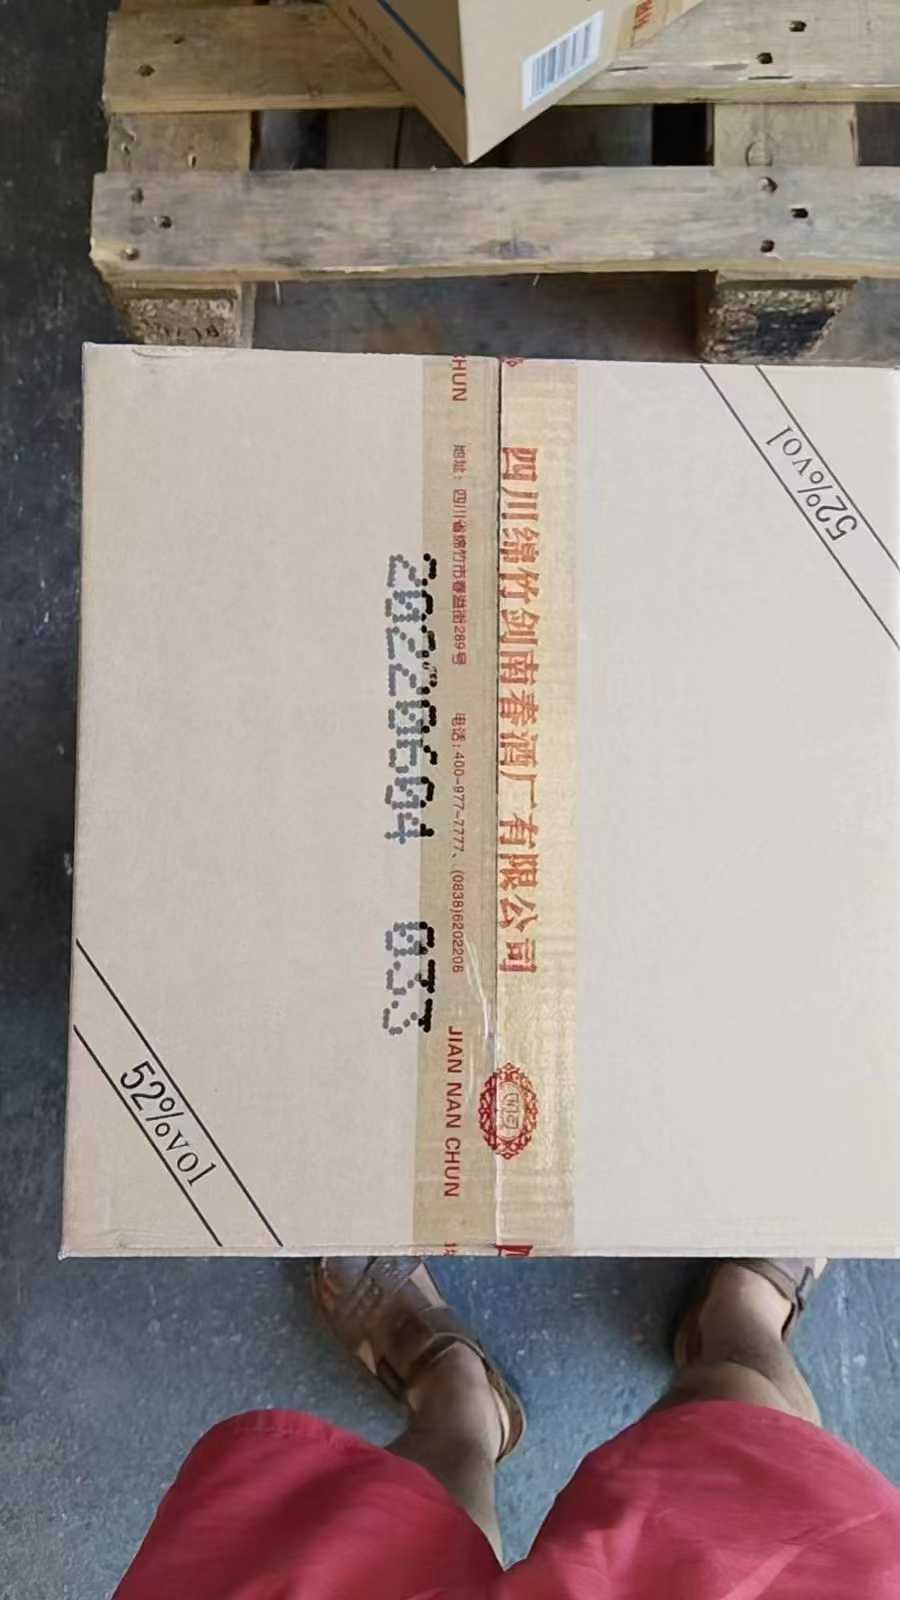 52%vol
四川绵竹剑南春酒厂有限公司
HUN
地址：四川省绵竹市春溢街289号 电话：400-977-7777、(0838)6202206
JIAN NAN CHUN
20220604 033
52%vol